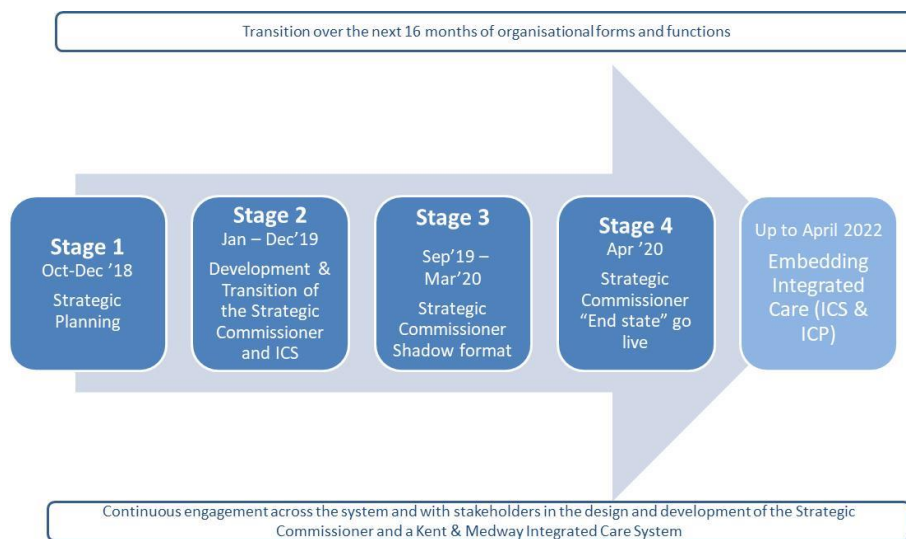 Transition over the next 16 months of organisational forms and functions
Stage 1
Oct-Dec ’18
Strategic
Planning
Stage 2
Jan – Dec’19
Development &
Transition of
the Strategic
Commissioner
and ICS
Stage 3
Sep’19 –
Mar’20
Strategic
Commissioner
Shadow format
Stage 4
Apr ’20
Strategic
Commissioner
“End state” go
live
Up to April 2022
Embedding
Integrated
Care (ICS &
ICP)
Continuous engagement across the system and with stakeholders in the design and development of the Strategic
Commissioner and a Kent & Medway Integrated Care System